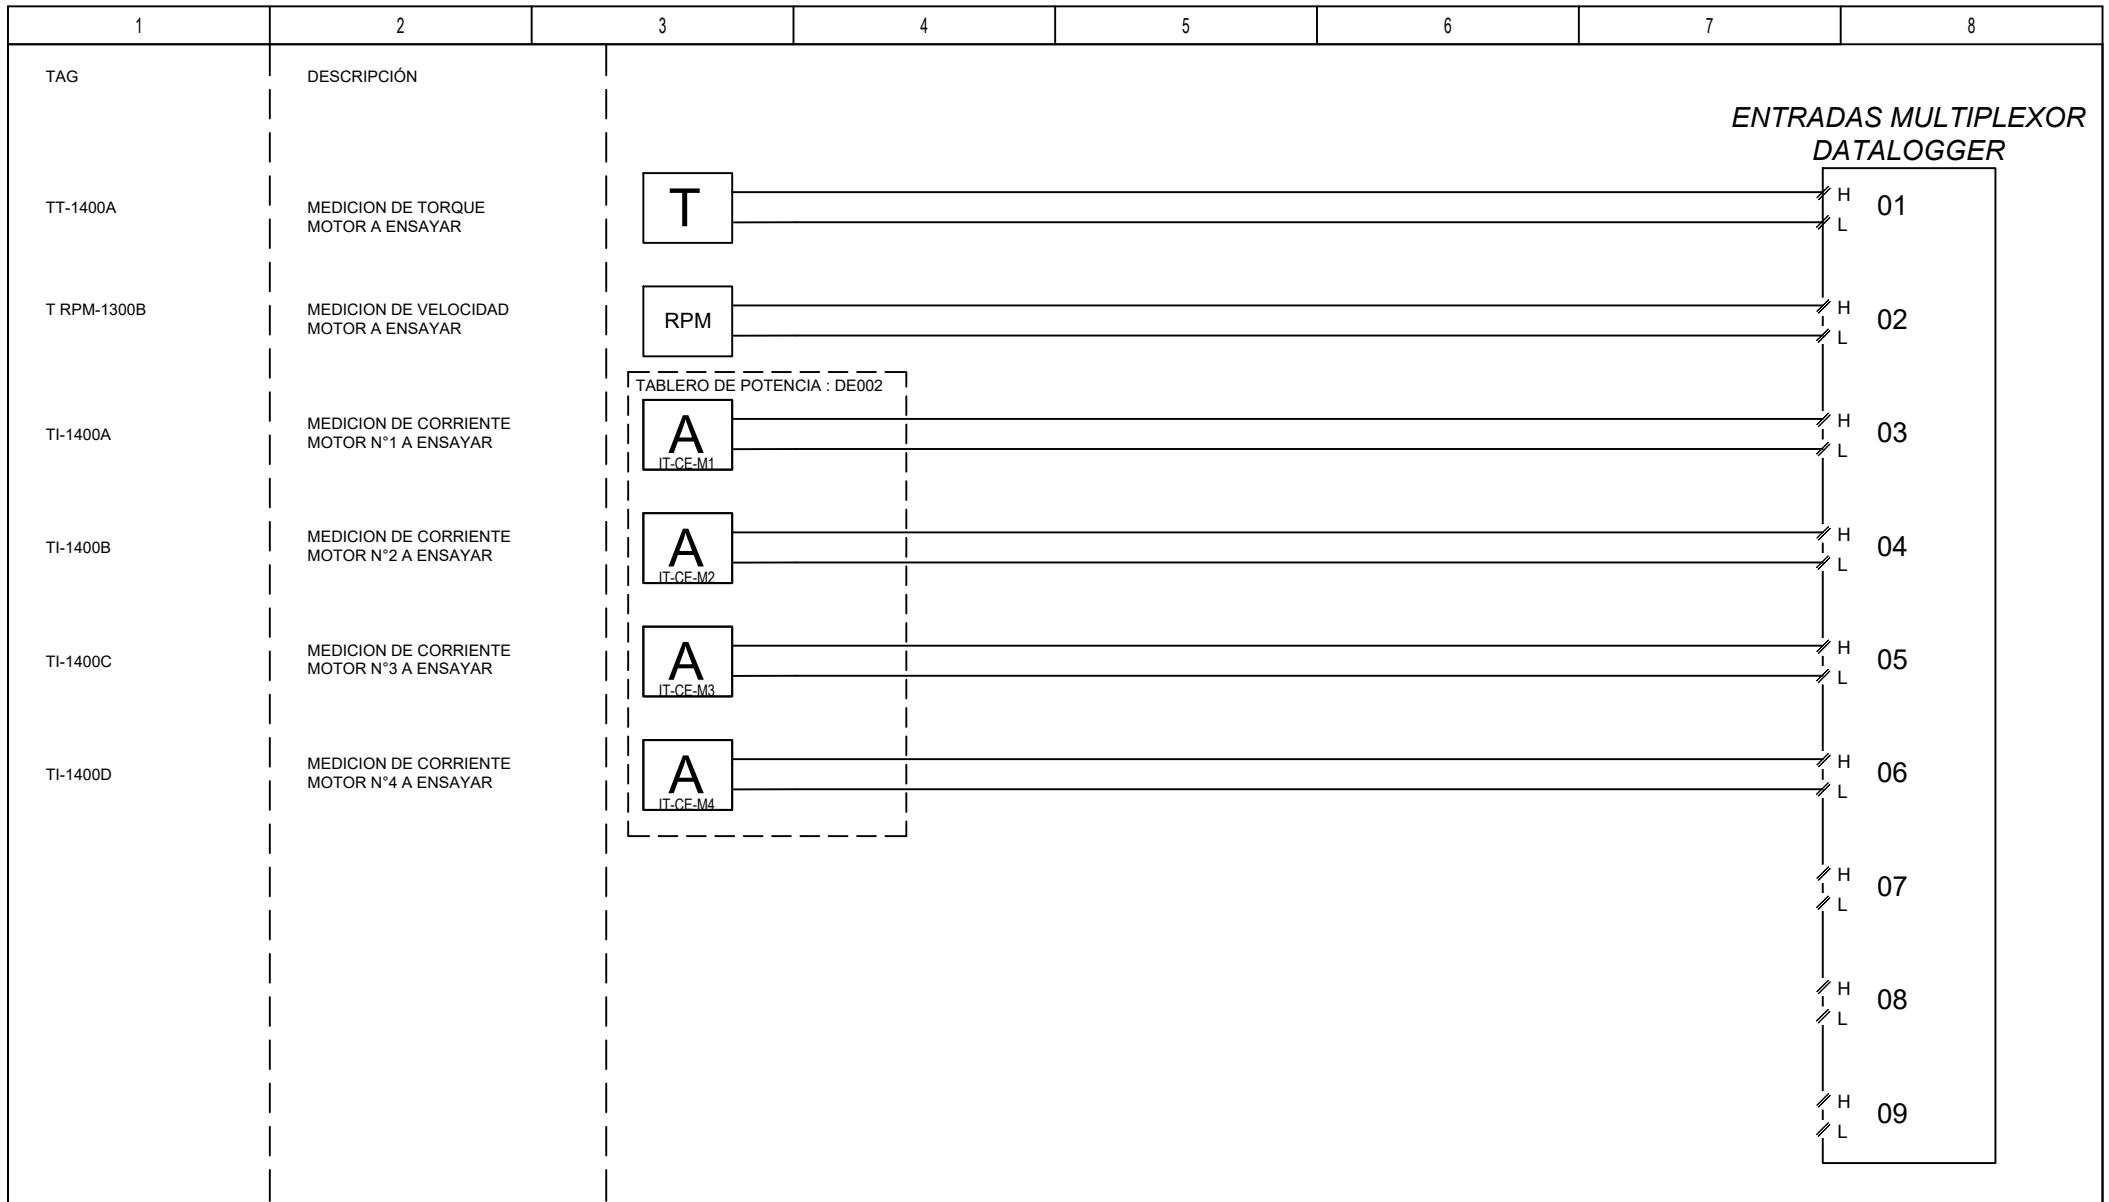 1 2 3 4 5 6 7 8
TAG DESCRIPCIÓN
ENTRADAS MULTIPLEXOR
DATALOGGER
TT-1400A
MEDICION DE TORQUE
MOTOR A ENSAYAR
T
H
L
01
T RPM-1300B
MEDICION DE VELOCIDAD
MOTOR A ENSAYAR
RPM
H
L
02
TABLERO DE POTENCIA : DE002
TI-1400A
MEDICION DE CORRIENTE
MOTOR N°1 A ENSAYAR
A
IT-CE-M1
H
L
03
TI-1400B
MEDICION DE CORRIENTE
MOTOR N°2 A ENSAYAR
A
IT-CE-M2
H
L
04
TI-1400C
MEDICION DE CORRIENTE
MOTOR N°3 A ENSAYAR
A
IT-CE-M3
H
L
05
TI-1400D
MEDICION DE CORRIENTE
MOTOR N°4 A ENSAYAR
A
IT-CE-M4
H
L
06
H
L
07
H
L
08
H
L
09